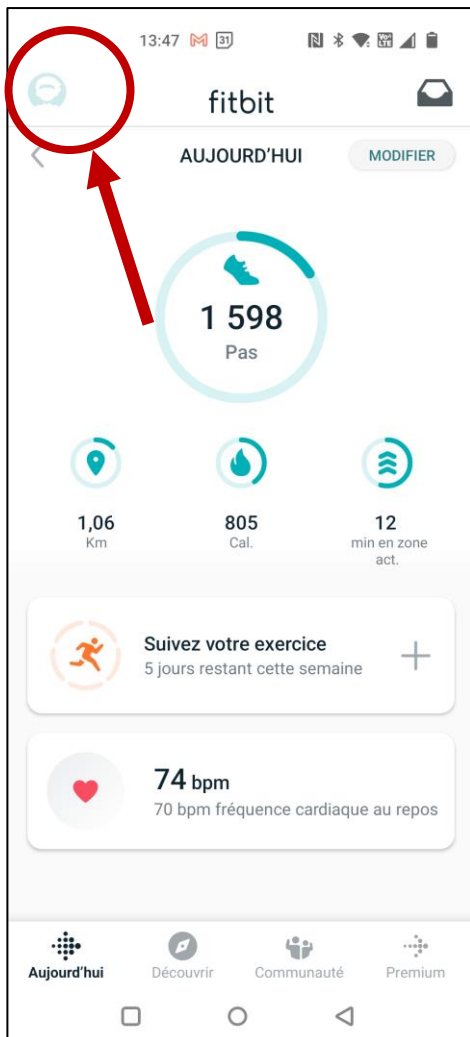 13:47 31
fitbit
AUJOURD'HUI MODIFIER
1 598
Pas
1,06 805 12
Km Cal. min en zone
act.
Suivez votre exercice
5 jours restant cette semaine
74 bpm
70 bpm fréquence cardiaque au repos
Aujourd'hui Découvrir Communauté Premium